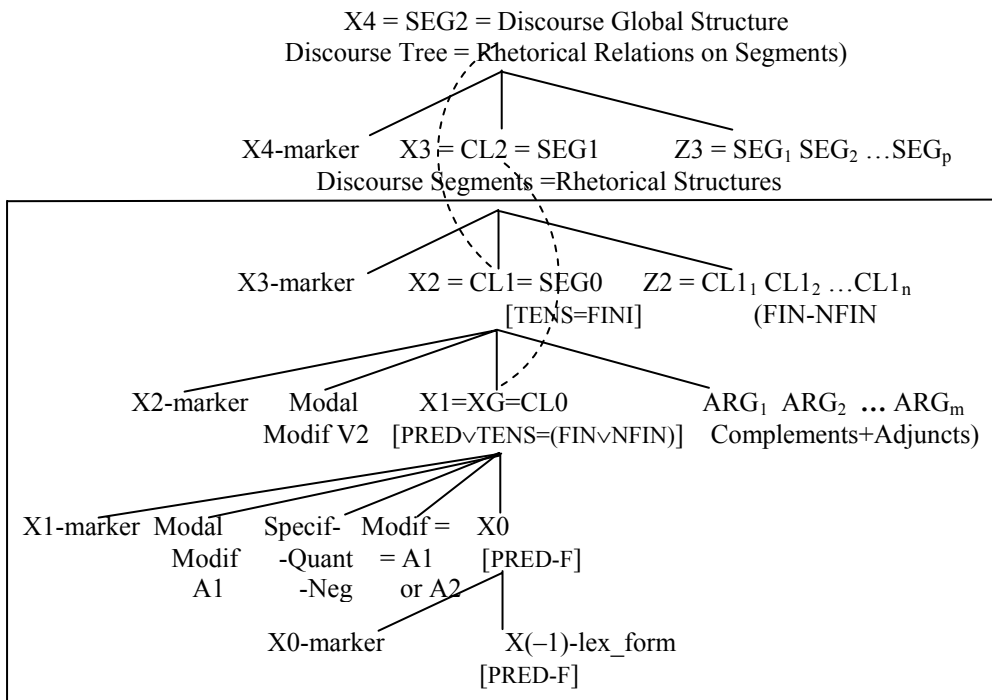 X4 = SEG2 = Discourse Global Structure
Discourse Tree = Rhetorical Relations on Segments)
X4-marker X3 = CL2 = SEG1 Z3 = SEG₁ SEG₂ …SEGₚ
Discourse Segments =Rhetorical Structures
X3-marker X2 = CL1= SEG0 Z2 = CL1₁ CL1₂ …CL1ₙ
[TENS=FINI] (FIN-NFIN
X2-marker Modal X1=XG=CL0 ARG₁ ARG₂ … ARGₘ
Modif V2 [PRED∨TENS=(FIN∨NFIN)] Complements+Adjuncts)
X1-marker Modal Specif- Modif = X0
Modif -Quant = A1 [PRED-F]
A1 -Neg or A2
X0-marker X(–1)-lex_form
[PRED-F]